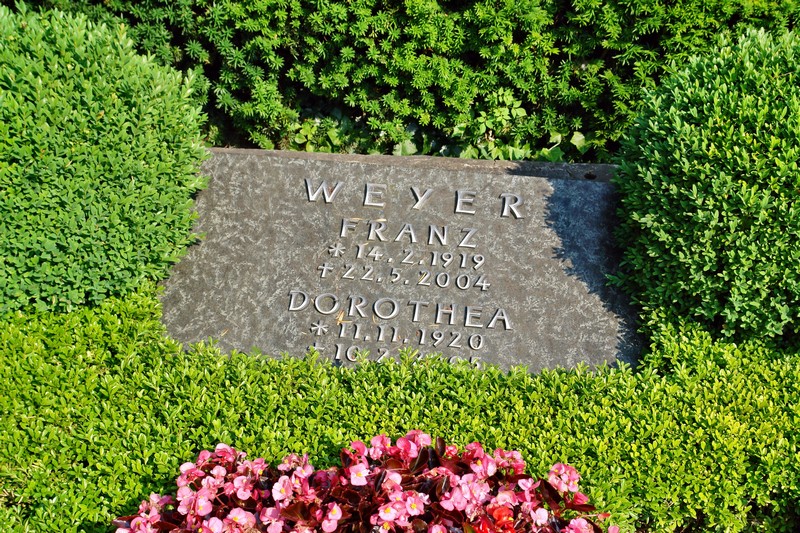 WEYER
FRANZ
* 14.2.1919
† 22.5.2004
DOROTHEA
* 11.11.1920